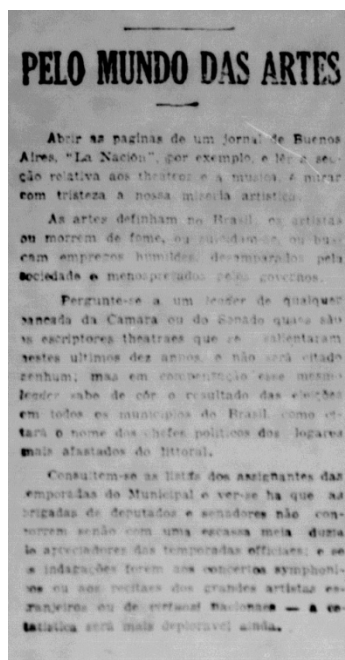 PELO MUNDO DAS ARTES
Abrir as paginas de um jornal de Buenos
Aires, "La Nación", por exemplo, e lêr a sec-
ção relativa aos theatros e a musica, é mirar
com tristeza a nossa miseria artistica.
As artes definham no Brasil, os artistas
ou morrem de fome, ou suicidam-se, ou bus-
cam empregos humildes, desamparados pela
sociedade e menosprezados pelos governos.
Pergunte-se a um leader de qualquer
bancada da Camara ou do Senado quaes são
os escriptores theatraes que se salientaram
nestes ultimos dez annos, e não será citado
nenhum; mas em compensação esse mesmo
leader sabe de cór o resultado das eleições
em todos os municipios do Brasil, como ci-
tará o nome dos chefes politicos dos logares
mais afastados do littoral.
Consultem-se as listas dos assignantes das
temporadas do Municipal e ver-se ha que as
brigadas de deputados e senadores não con-
correm senão com uma escassa meia duzia
de apreciadores das temporadas officiaes; e se
as indagações forem aos concertos symphoni-
cos ou aos recitaes dos grandes artistas es-
tranjeiros ou de nacionaes — a es-
tatistica será mais deploravel ainda.